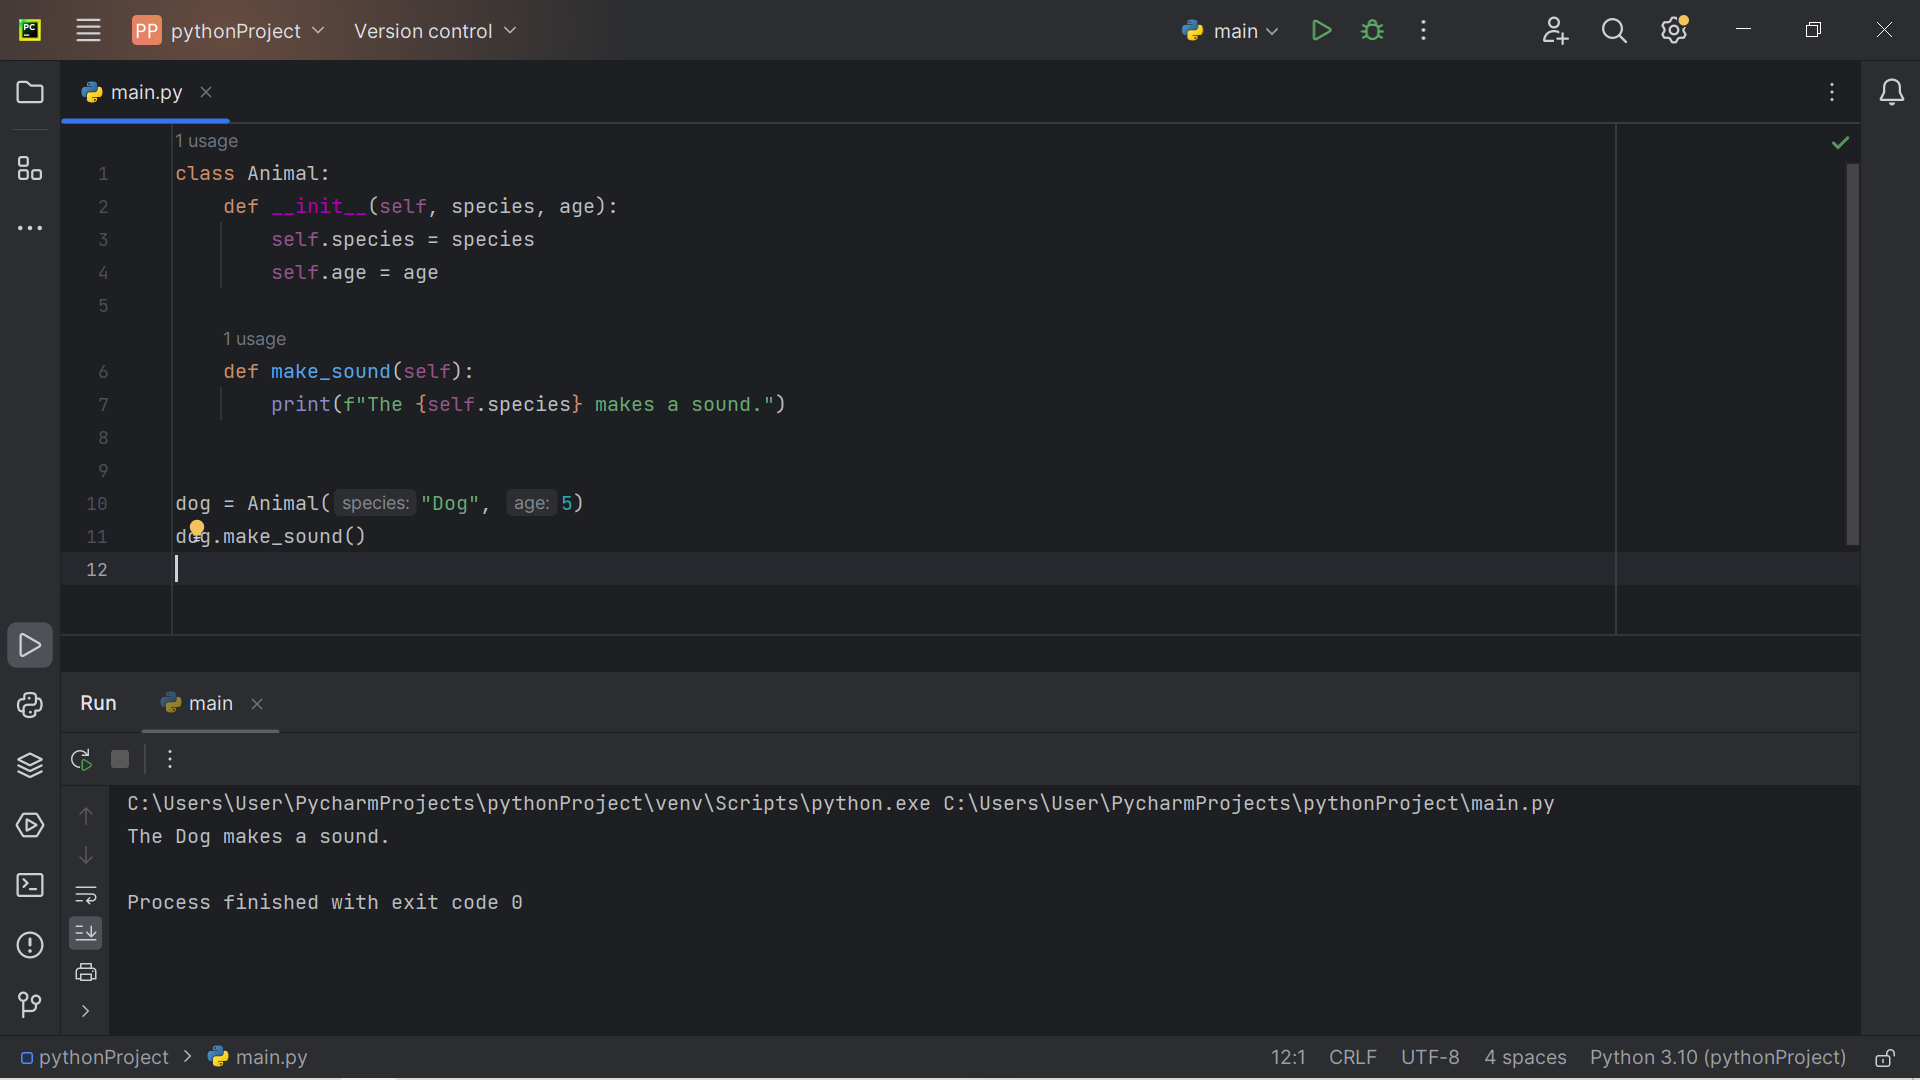 PC
PP pythonProject Version control main
main.py
1 usage
1 class Animal:
2 def __init__(self, species, age):
3 self.species = species
4 self.age = age
5
1 usage
6 def make_sound(self):
7 print(f"The {self.species} makes a sound.")
8
9
10 dog = Animal( species: "Dog", age: 5)
11 dog.make_sound()
12
Run main
C:\Users\User\PycharmProjects\pythonProject\venv\Scripts\python.exe C:\Users\User\PycharmProjects\pythonProject\main.py
The Dog makes a sound.
Process finished with exit code 0
pythonProject > main.py 12:1 CRLF UTF-8 4 spaces Python 3.10 (pythonProject)